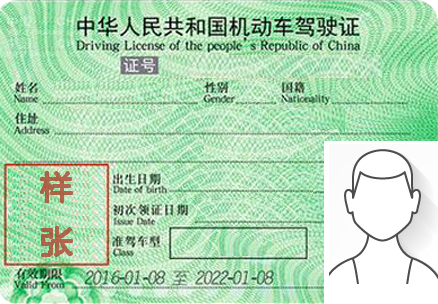 中华人民共和国机动车驾驶证
Driving License of the people's Republic of China
证号
姓名 性别 国籍
Name Gender Nationality
住址
Address
出生日期
Date of birth
样
初次领证日期
Issue Date
张
准驾车型
Class
有效期限 2016-01-08 至 2022-01-08
Valid From